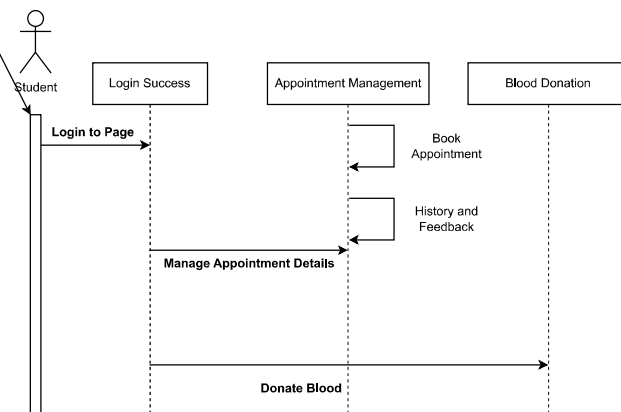 Student
Login Success
Appointment Management
Blood Donation
Login to Page
Book
Appointment
History and
Feedback
Manage Appointment Details
Donate Blood